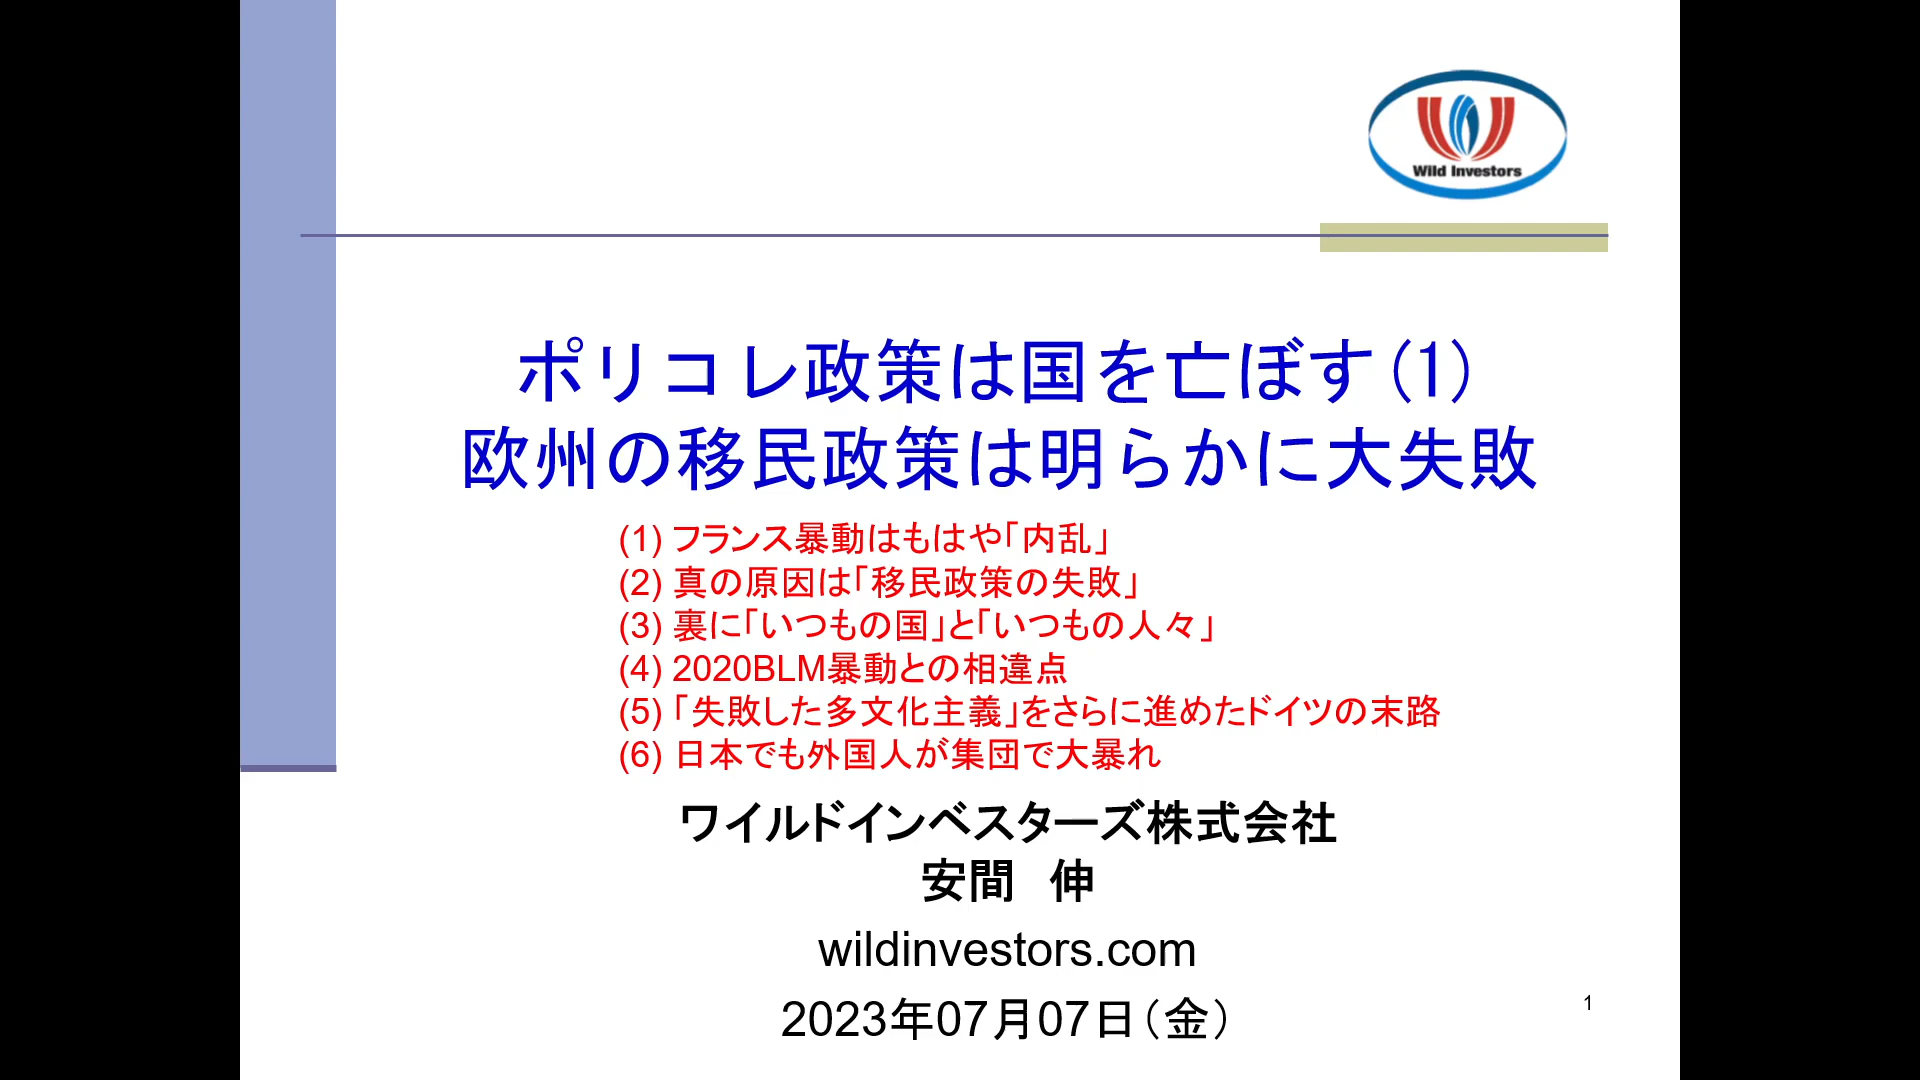 Wild Investors
ポリコレ政策は国を亡ぼす(1)
欧州の移民政策は明らかに大失敗
(1) フランス暴動はもはや「内乱」
(2) 真の原因は「移民政策の失敗」
(3) 裏に「いつもの国」と「いつもの人々」
(4) 2020BLM暴動との相違点
(5) 「失敗した多文化主義」をさらに進めたドイツの末路
(6) 日本でも外国人が集団で大暴れ
ワイルドインベスターズ株式会社
安間　伸
wildinvestors.com
2023年07月07日（金）
1